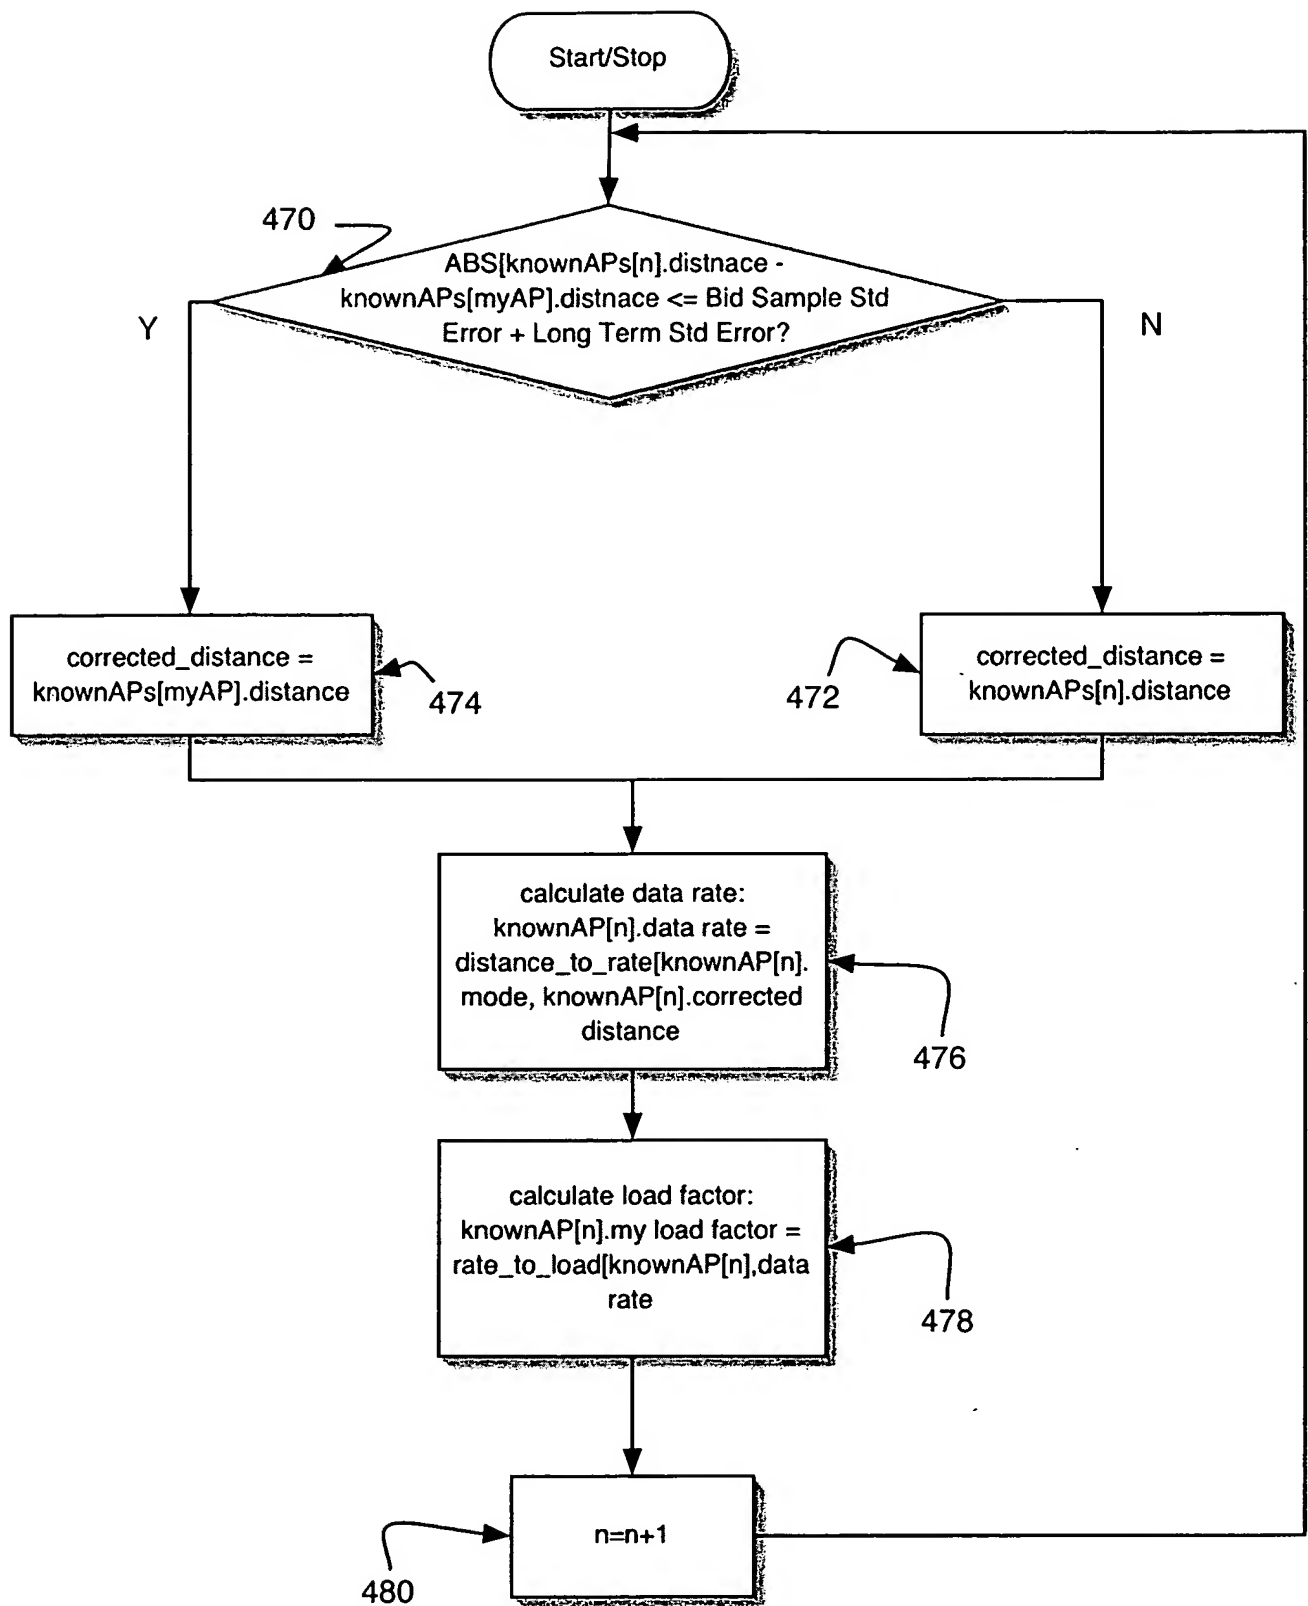 Start/Stop
470
ABS[knownAPs[n].distnace -
knownAPs[myAP].distnace <= Bid Sample Std
Error + Long Term Std Error?
Y
N
corrected_distance =
knownAPs[myAP].distance
474
472
corrected_distance =
knownAPs[n].distance
calculate data rate:
knownAP[n].data rate =
distance_to_rate[knownAP[n].
mode, knownAP[n].corrected
distance
476
calculate load factor:
knownAP[n].my load factor =
rate_to_load[knownAP[n],data
rate
478
n=n+1
480